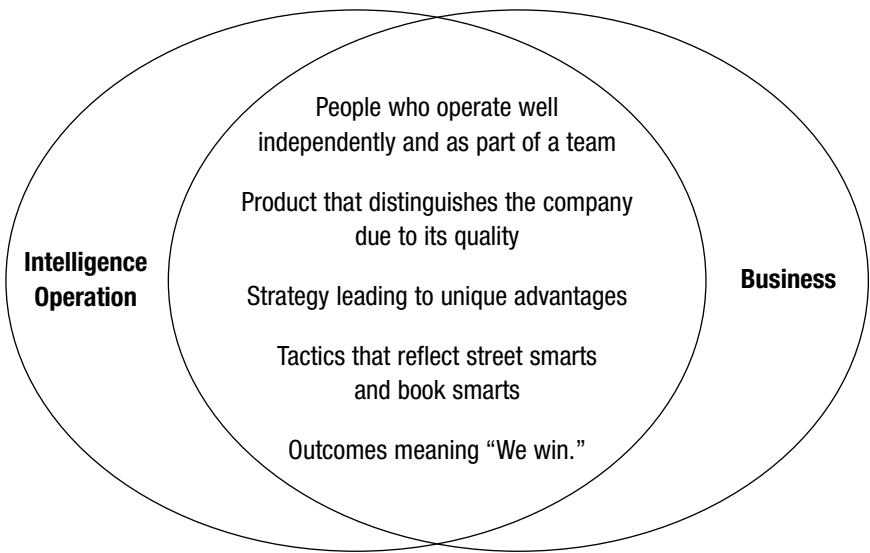 People who operate well
independently and as part of a team
Product that distinguishes the company
due to its quality
Intelligence
Operation
Strategy leading to unique advantages
Business
Tactics that reflect street smarts
and book smarts
Outcomes meaning “We win.”